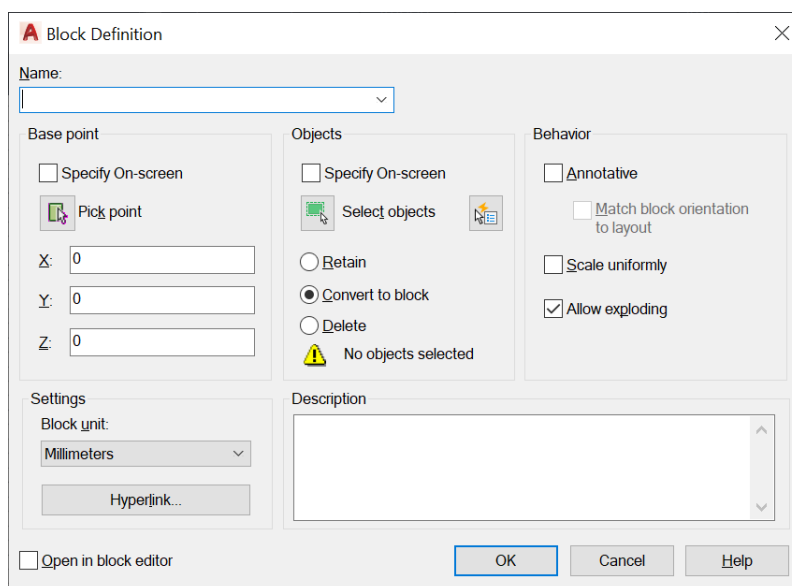 Block Definition
Name:
Base point
Specify On-screen
Pick point
X: 0
Y: 0
Z: 0
Objects
Specify On-screen
Select objects
Retain
Convert to block
Delete
No objects selected
Behavior
Annotative
Match block orientation
to layout
Scale uniformly
Allow exploding
Settings
Block unit:
Millimeters
Hyperlink...
Description
Open in block editor
OK
Cancel
Help